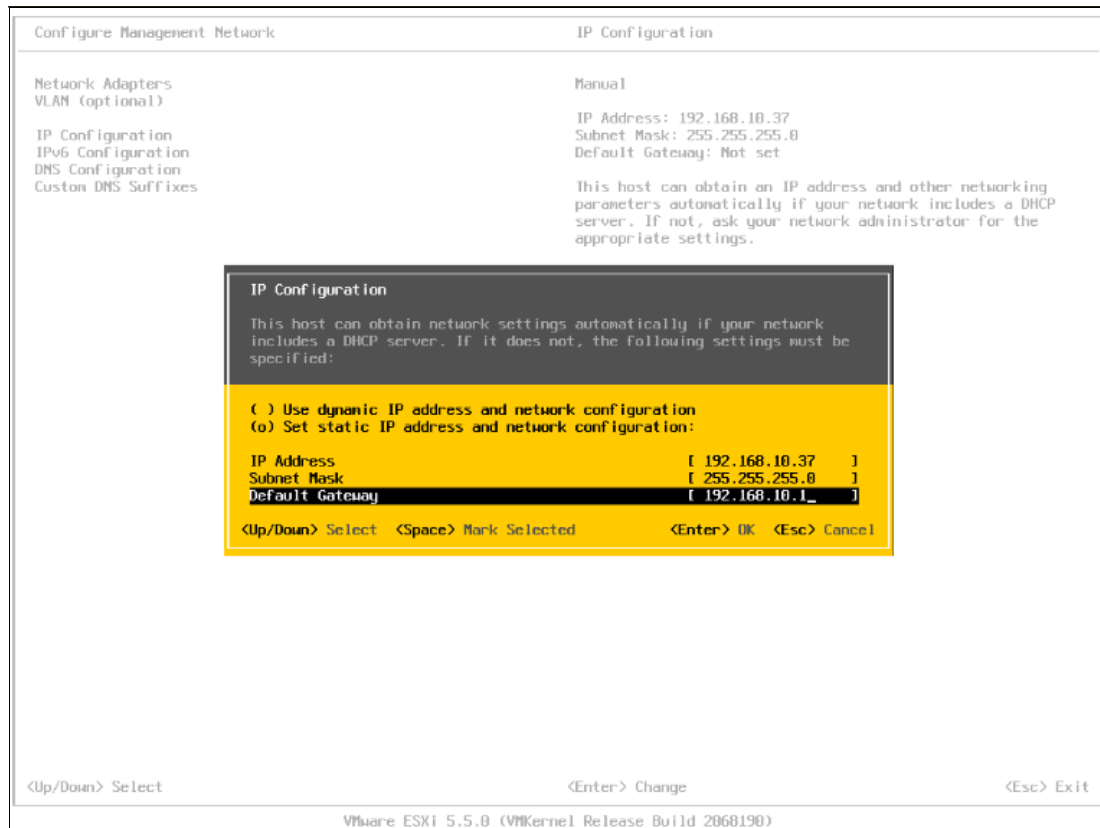 Configure Management Network
IP Configuration
Network Adapters
VLAN (optional)
IP Configuration
IPv6 Configuration
DNS Configuration
Custom DNS Suffixes
Manual
IP Address: 192.168.10.37
Subnet Mask: 255.255.255.0
Default Gateway: Not set
This host can obtain an IP address and other networking
parameters automatically if your network includes a DHCP
server. If not, ask your network administrator for the
appropriate settings.
IP Configuration
This host can obtain network settings automatically if your network
includes a DHCP server. If it does not, the following settings must be
specified:
( ) Use dynamic IP address and network configuration
(o) Set static IP address and network configuration:
IP Address [ 192.168.10.37 ]
Subnet Mask [ 255.255.255.0 ]
Default Gateway [ 192.168.10.1_ ]
<Up/Down> Select <Space> Mark Selected <Enter> OK <Esc> Cancel
<Up/Down> Select <Enter> Change <Esc> Exit
VMware ESXi 5.5.0 (VMKernel Release Build 2068190)